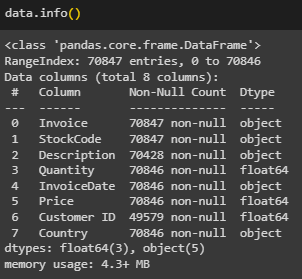 data.info()
<class 'pandas.core.frame.DataFrame'>
RangeIndex: 70847 entries, 0 to 70846
Data columns (total 8 columns):
 #   Column       Non-Null Count  Dtype
---  ------       --------------  -----
 0   Invoice      70847 non-null  object
 1   StockCode    70847 non-null  object
 2   Description  70428 non-null  object
 3   Quantity     70846 non-null  float64
 4   InvoiceDate  70846 non-null  object
 5   Price        70846 non-null  float64
 6   Customer ID  49579 non-null  float64
 7   Country      70846 non-null  object
dtypes: float64(3), object(5)
memory usage: 4.3+ MB